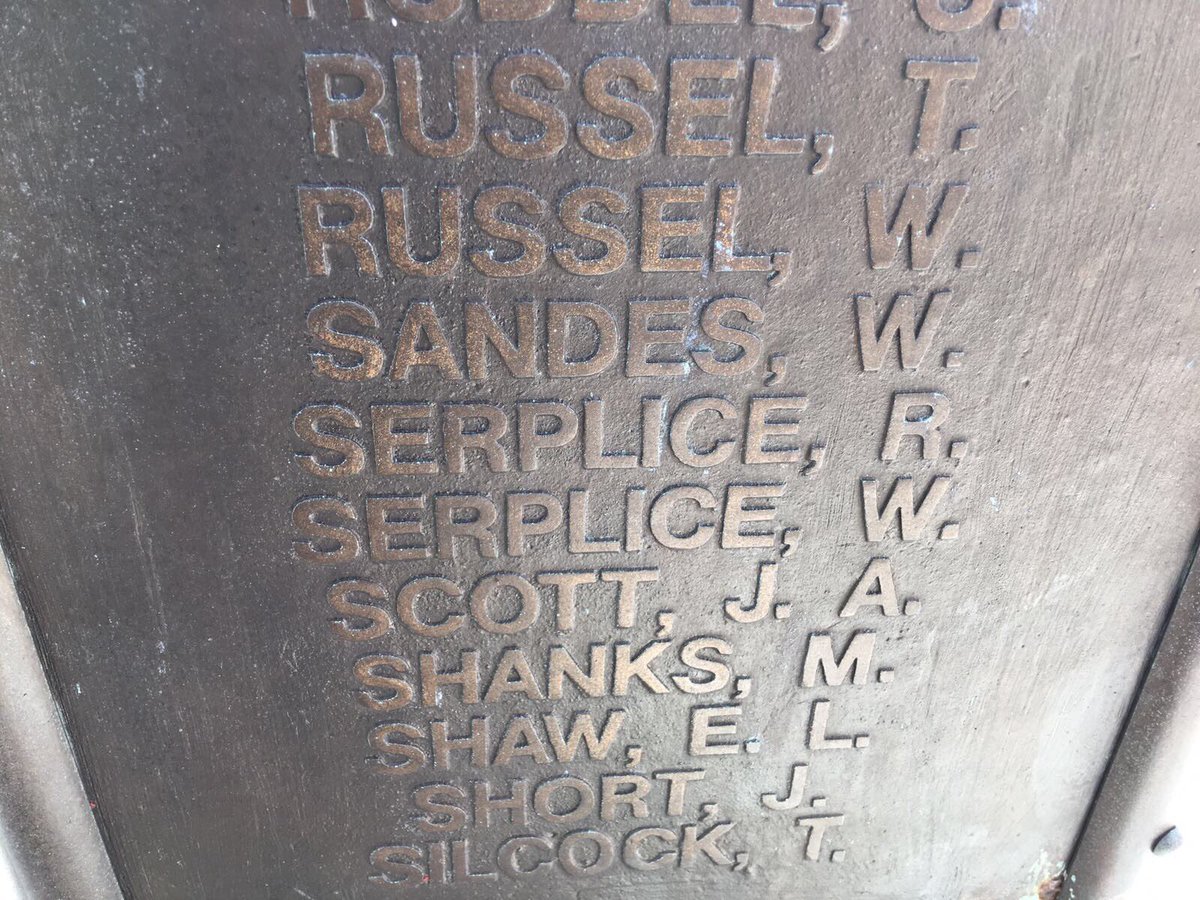 RUSSEL, T.
RUSSEL, W.
SANDES, W.
SERPLICE, R.
SERPLICE, W.
SCOTT, J. A.
SHANKS, M.
SHAW, E. L.
SHORT, J.
SILCOCK, T.